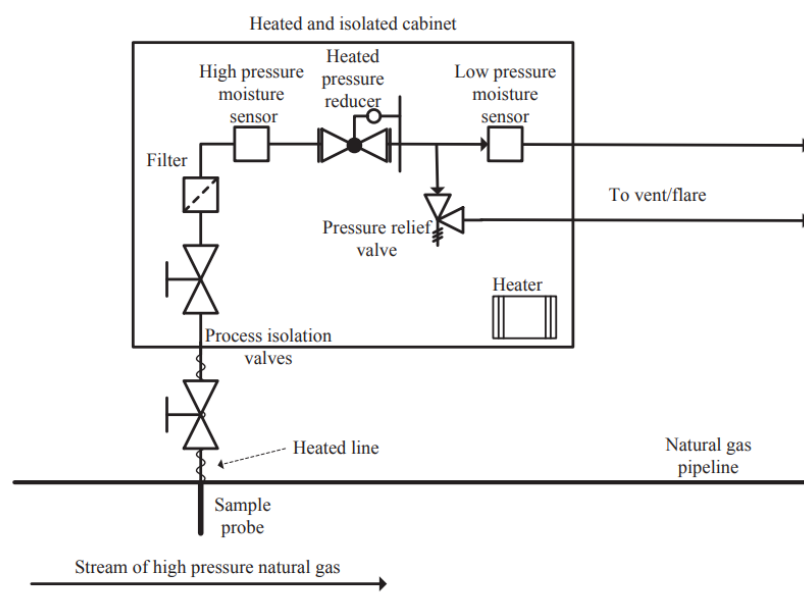 Heated and isolated cabinet
High pressure
moisture
sensor
Heated
pressure
reducer
Low pressure
moisture
sensor
Filter
To vent/flare
Pressure relief
valve
Heater
Process isolation
valves
Heated line
Natural gas
pipeline
Sample
probe
Stream of high pressure natural gas